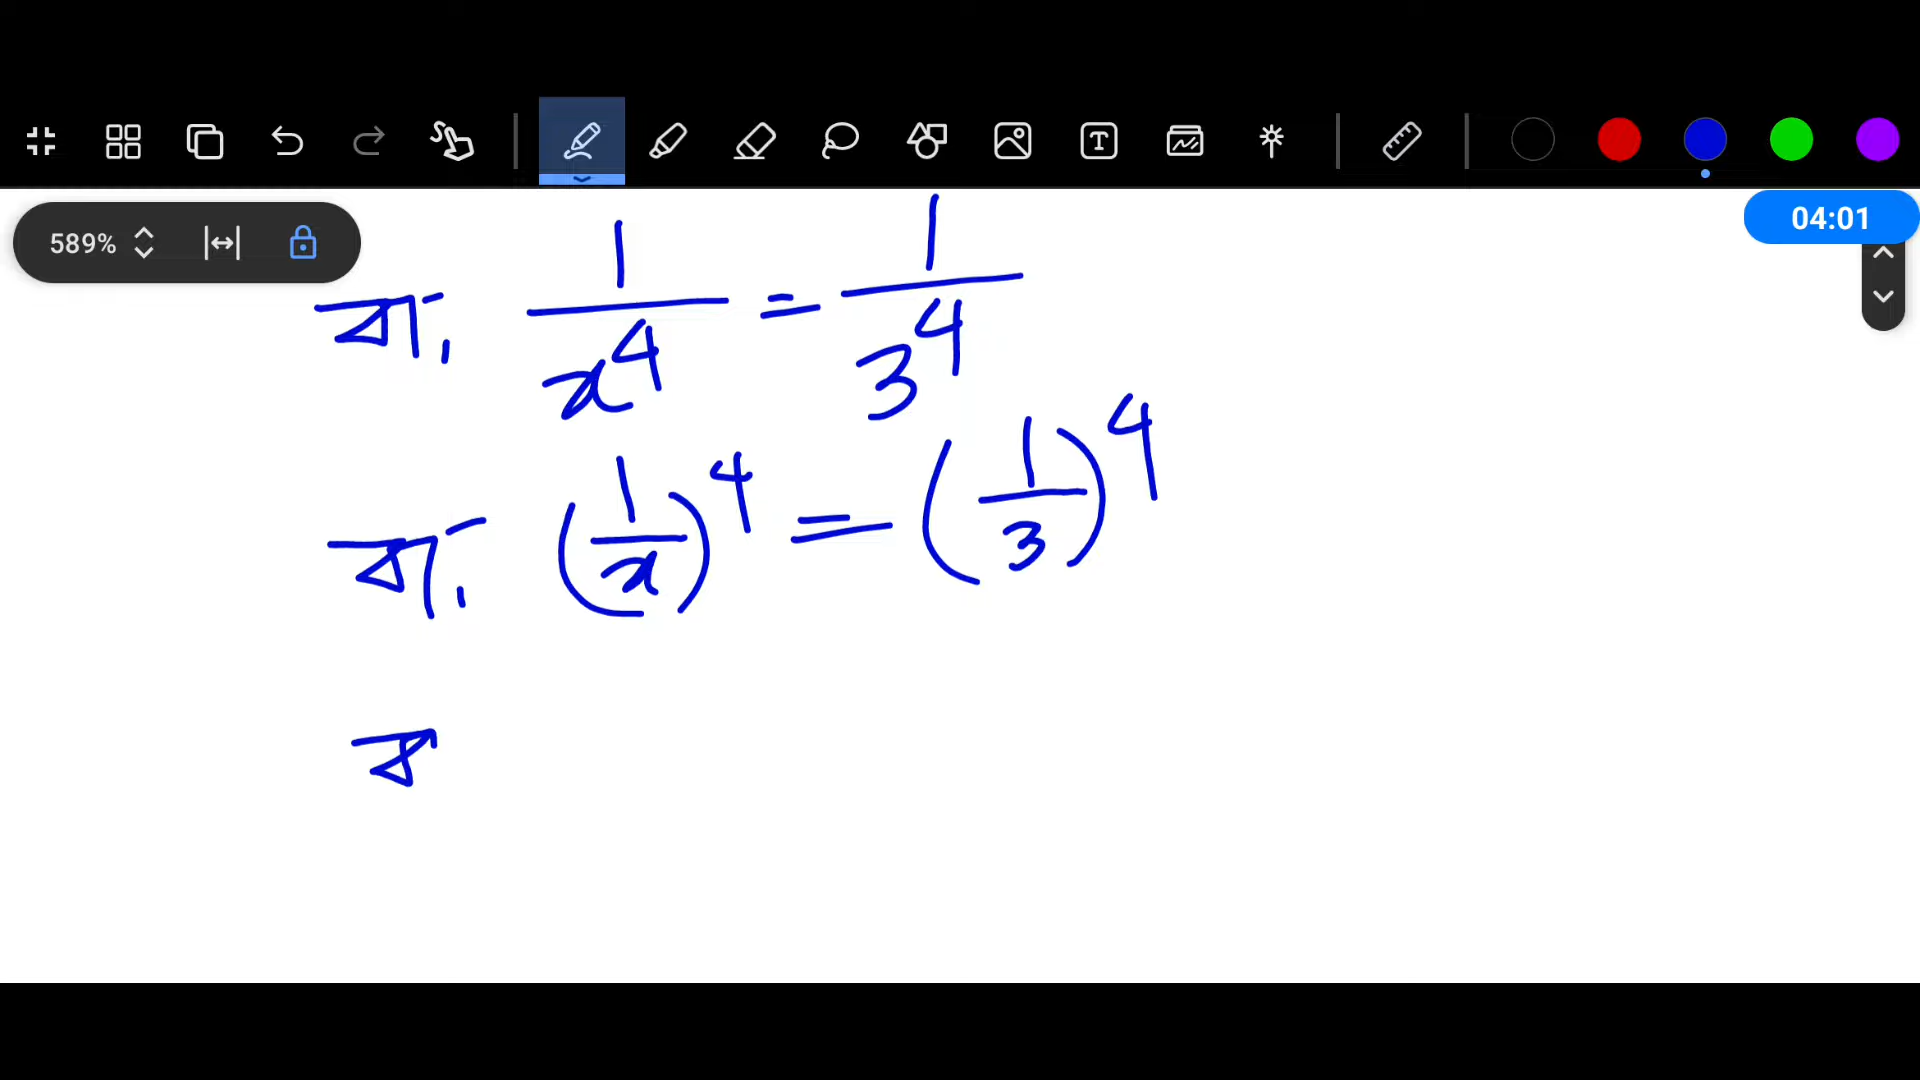 589%
04:01
বা, 1/x⁴ = 1/3⁴
বা, (1/x)⁴ = (1/3)⁴
ব